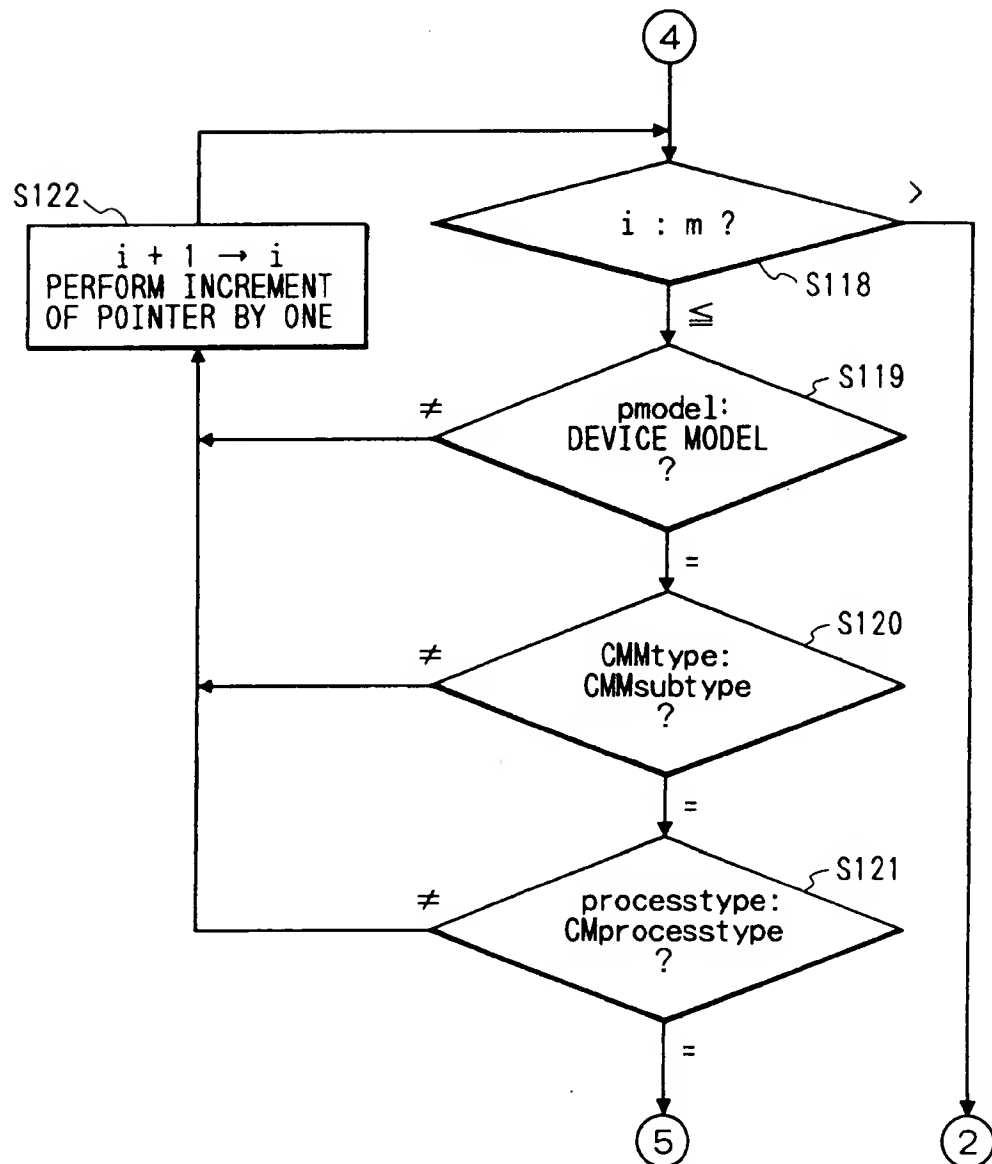 4
S122
i + 1 → i
PERFORM INCREMENT
OF POINTER BY ONE
i : m ?
>
S118
≦
S119
≠
pmodel:
DEVICE MODEL
?
=
S120
≠
CMMtype:
CMMsubtype
?
=
S121
≠
processtype:
CMprocesstype
?
=
5
2